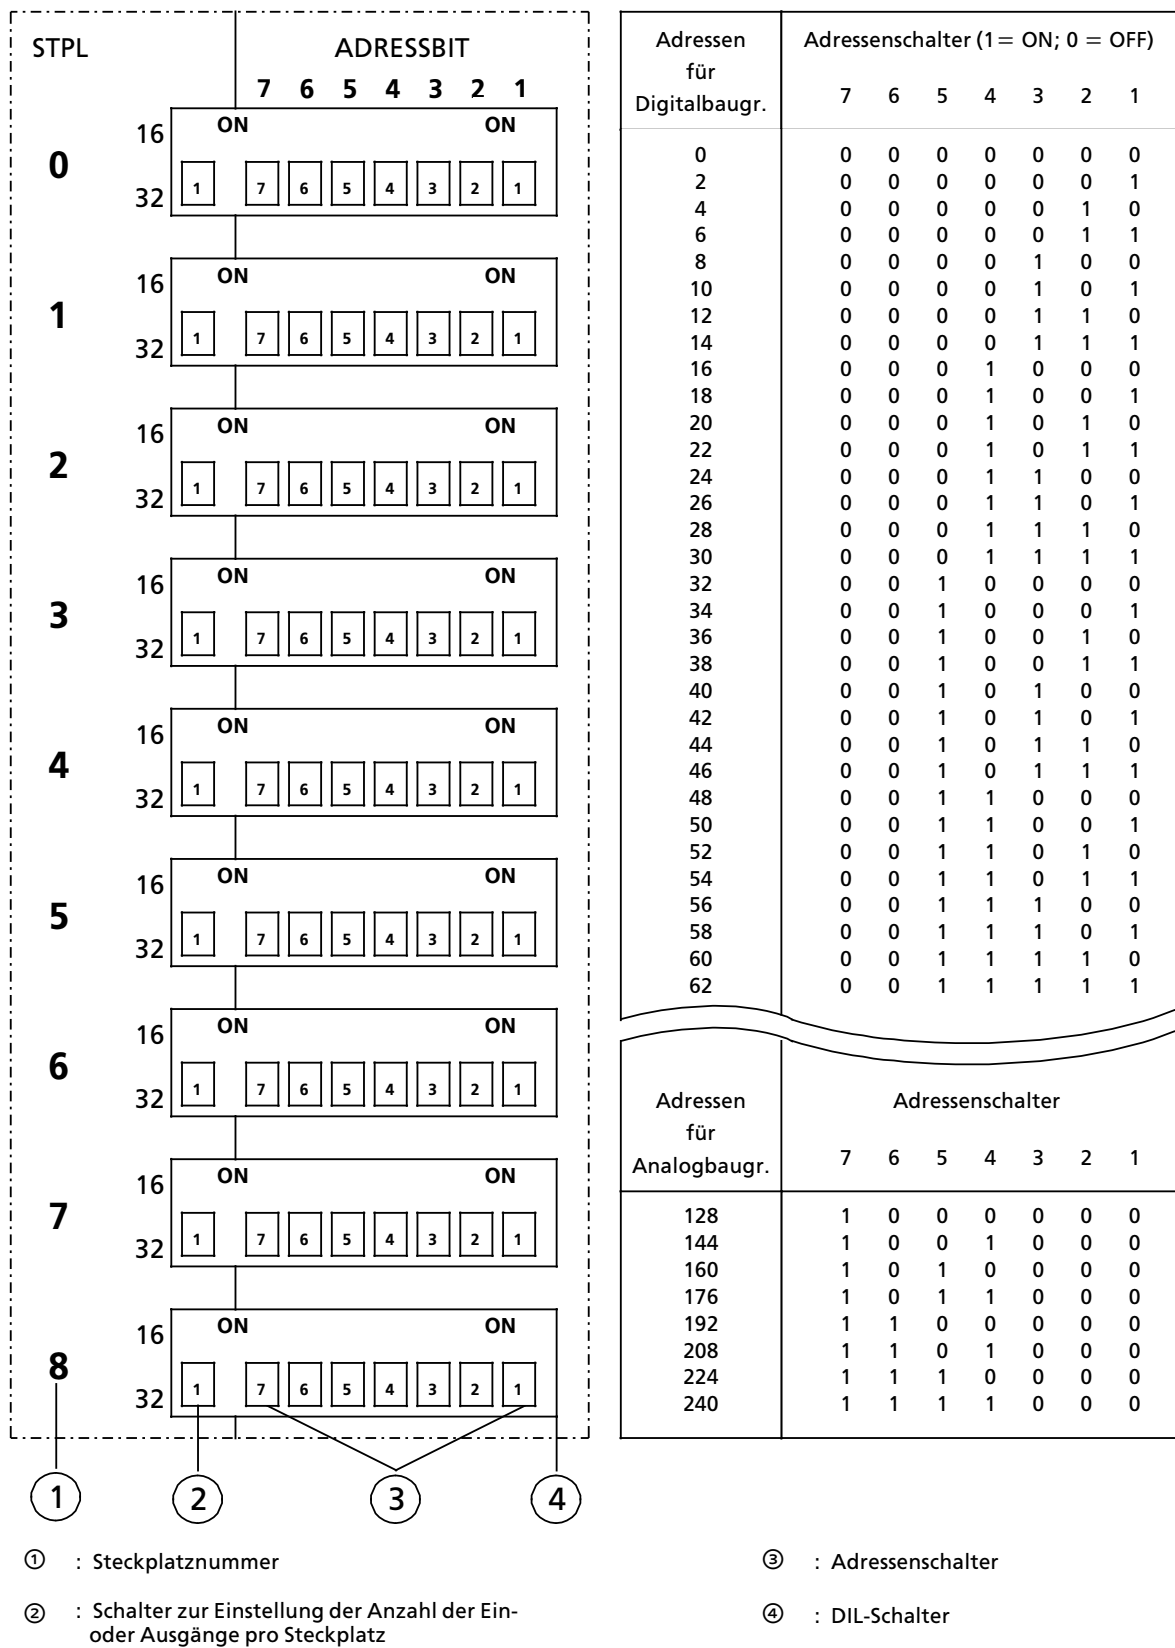 STPL ADRESSBIT
7 6 5 4 3 2 1
0 16 ON ON
32 1 7 6 5 4 3 2 1
1 16 ON ON
32 1 7 6 5 4 3 2 1
2 16 ON ON
32 1 7 6 5 4 3 2 1
3 16 ON ON
32 1 7 6 5 4 3 2 1
4 16 ON ON
32 1 7 6 5 4 3 2 1
5 16 ON ON
32 1 7 6 5 4 3 2 1
6 16 ON ON
32 1 7 6 5 4 3 2 1
7 16 ON ON
32 1 7 6 5 4 3 2 1
8 16 ON ON
32 1 7 6 5 4 3 2 1
1 2 3 4
Adressen
für
Digitalbaugr.
Adressenschalter (1= ON; 0 = OFF)
7 6 5 4 3 2 1
0 0 0 0 0 0 0 0
2 0 0 0 0 0 0 1
4 0 0 0 0 0 1 0
6 0 0 0 0 0 1 1
8 0 0 0 0 1 0 0
10 0 0 0 0 1 0 1
12 0 0 0 0 1 1 0
14 0 0 0 0 1 1 1
16 0 0 0 1 0 0 0
18 0 0 0 1 0 0 1
20 0 0 0 1 0 1 0
22 0 0 0 1 0 1 1
24 0 0 0 1 1 0 0
26 0 0 0 1 1 0 1
28 0 0 0 1 1 1 0
30 0 0 0 1 1 1 1
32 0 0 1 0 0 0 0
34 0 0 1 0 0 0 1
36 0 0 1 0 0 1 0
38 0 0 1 0 0 1 1
40 0 0 1 0 1 0 0
42 0 0 1 0 1 0 1
44 0 0 1 0 1 1 0
46 0 0 1 0 1 1 1
48 0 0 1 1 0 0 0
50 0 0 1 1 0 0 1
52 0 0 1 1 0 1 0
54 0 0 1 1 0 1 1
56 0 0 1 1 1 0 0
58 0 0 1 1 1 0 1
60 0 0 1 1 1 1 0
62 0 0 1 1 1 1 1
Adressen
für
Analogbaugr.
Adressenschalter
7 6 5 4 3 2 1
128 1 0 0 0 0 0 0
144 1 0 0 1 0 0 0
160 1 0 1 0 0 0 0
176 1 0 1 1 0 0 0
192 1 1 0 0 0 0 0
208 1 1 0 1 0 0 0
224 1 1 1 0 0 0 0
240 1 1 1 1 0 0 0
① : Steckplatznummer
② : Schalter zur Einstellung der Anzahl der Ein-
oder Ausgänge pro Steckplatz
③ : Adressenschalter
④ : DIL-Schalter